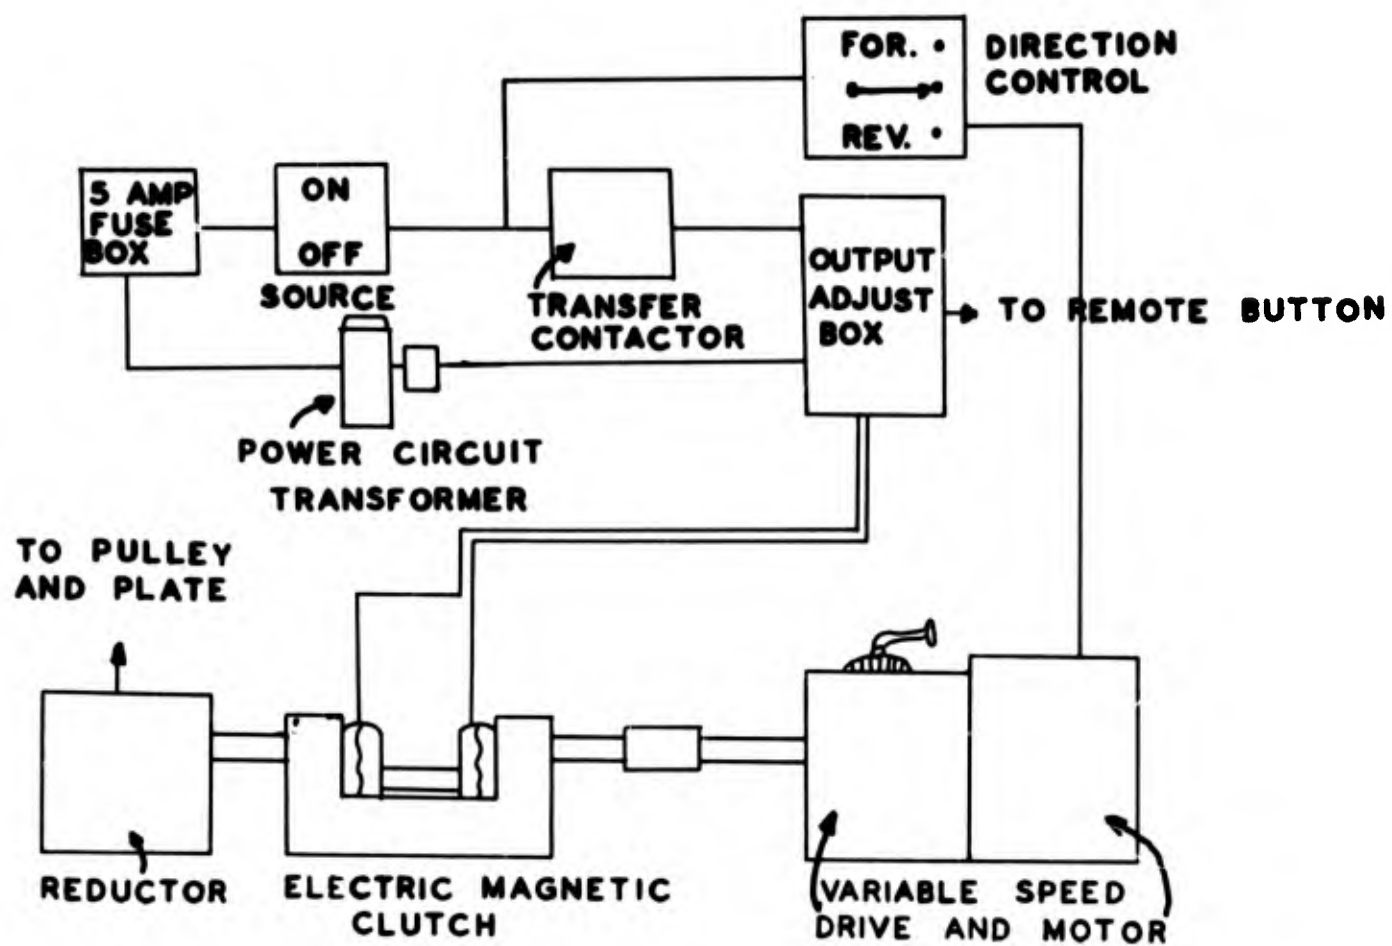 FOR.
REV.
DIRECTION
CONTROL
5 AMP
FUSE
BOX
ON
OFF
SOURCE
TRANSFER
CONTACTOR
OUTPUT
ADJUST
BOX
TO REMOTE BUTTON
POWER CIRCUIT
TRANSFORMER
TO PULLEY
AND PLATE
REDUCTOR
ELECTRIC MAGNETIC
CLUTCH
VARIABLE SPEED
DRIVE AND MOTOR